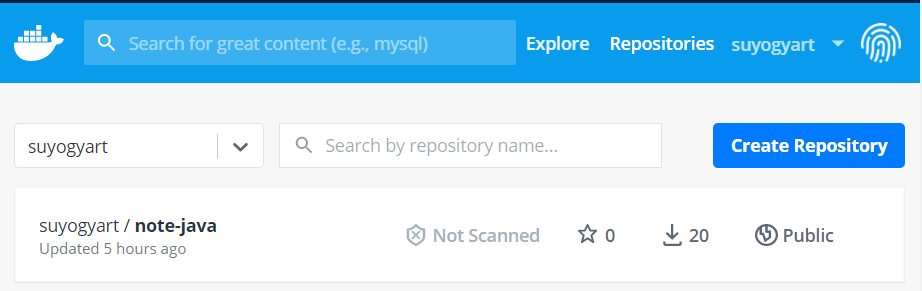 Search for great content (e.g., mysql) Explore Repositories suyogyart
suyogyart Search by repository name... Create Repository
suyogyart / note-java Not Scanned 0 20 Public
Updated 5 hours ago